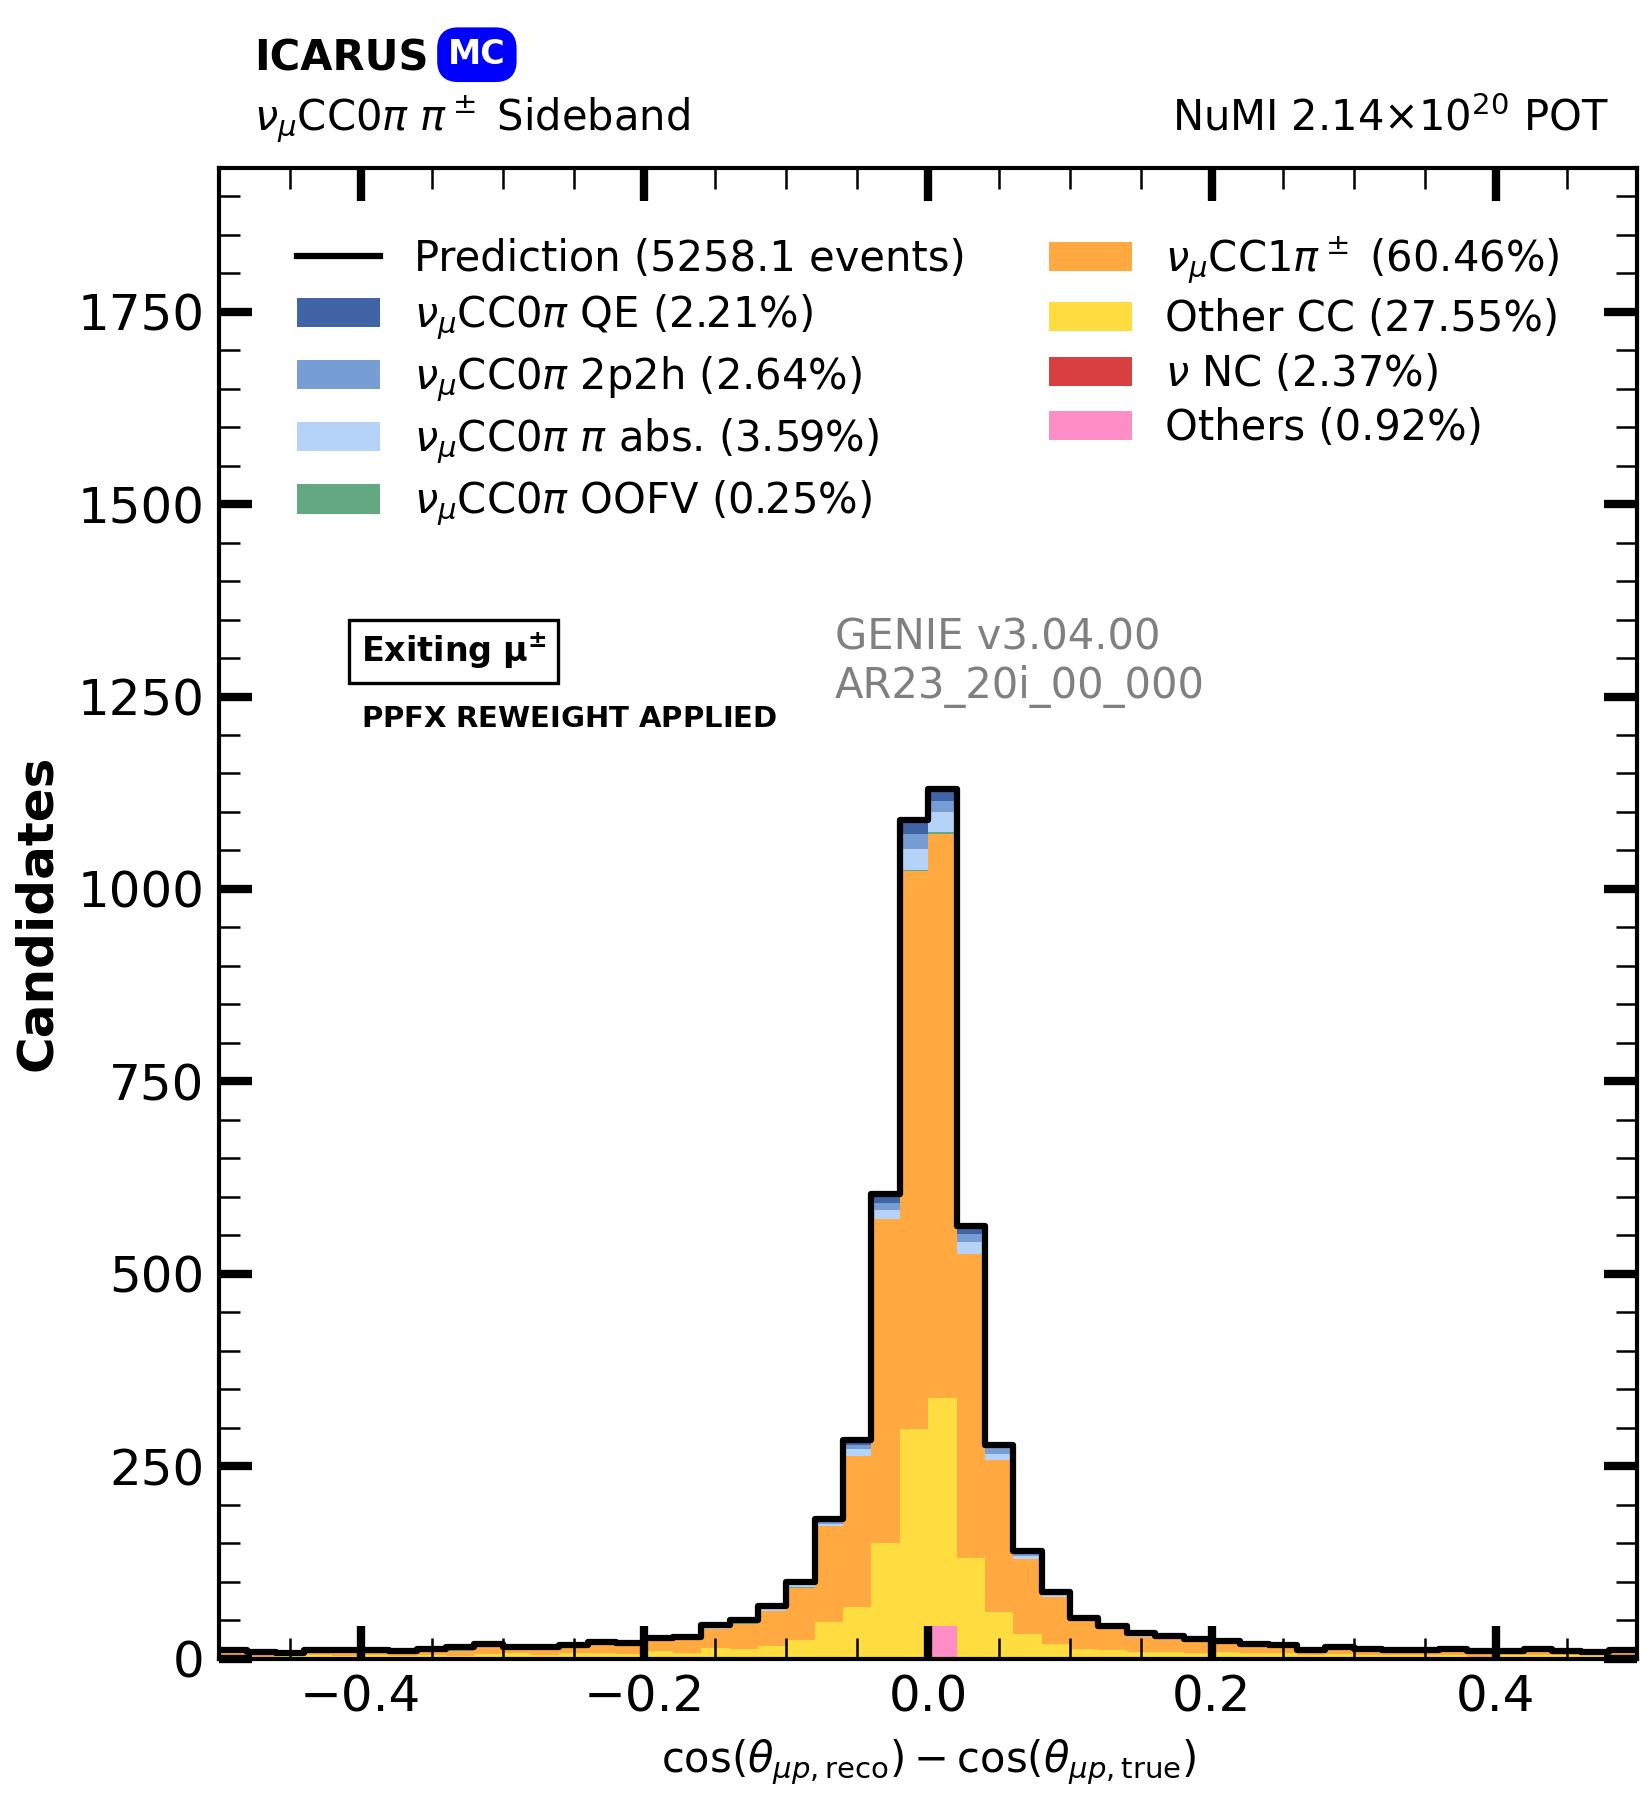 ICARUS MC
νμCC0π π± Sideband
NuMI 2.14×10²⁰ POT
Prediction (5258.1 events)
νμCC0π QE (2.21%)
νμCC0π 2p2h (2.64%)
νμCC0π π abs. (3.59%)
νμCC0π OOFV (0.25%)
νμCC1π± (60.46%)
Other CC (27.55%)
ν NC (2.37%)
Others (0.92%)
Exiting μ±
PPFX REWEIGHT APPLIED
GENIE v3.04.00
AR23_20i_00_000
Candidates
1750
1500
1250
1000
750
500
250
0
−0.4 −0.2 0.0 0.2 0.4
cos(θμp, reco) − cos(θμp, true)